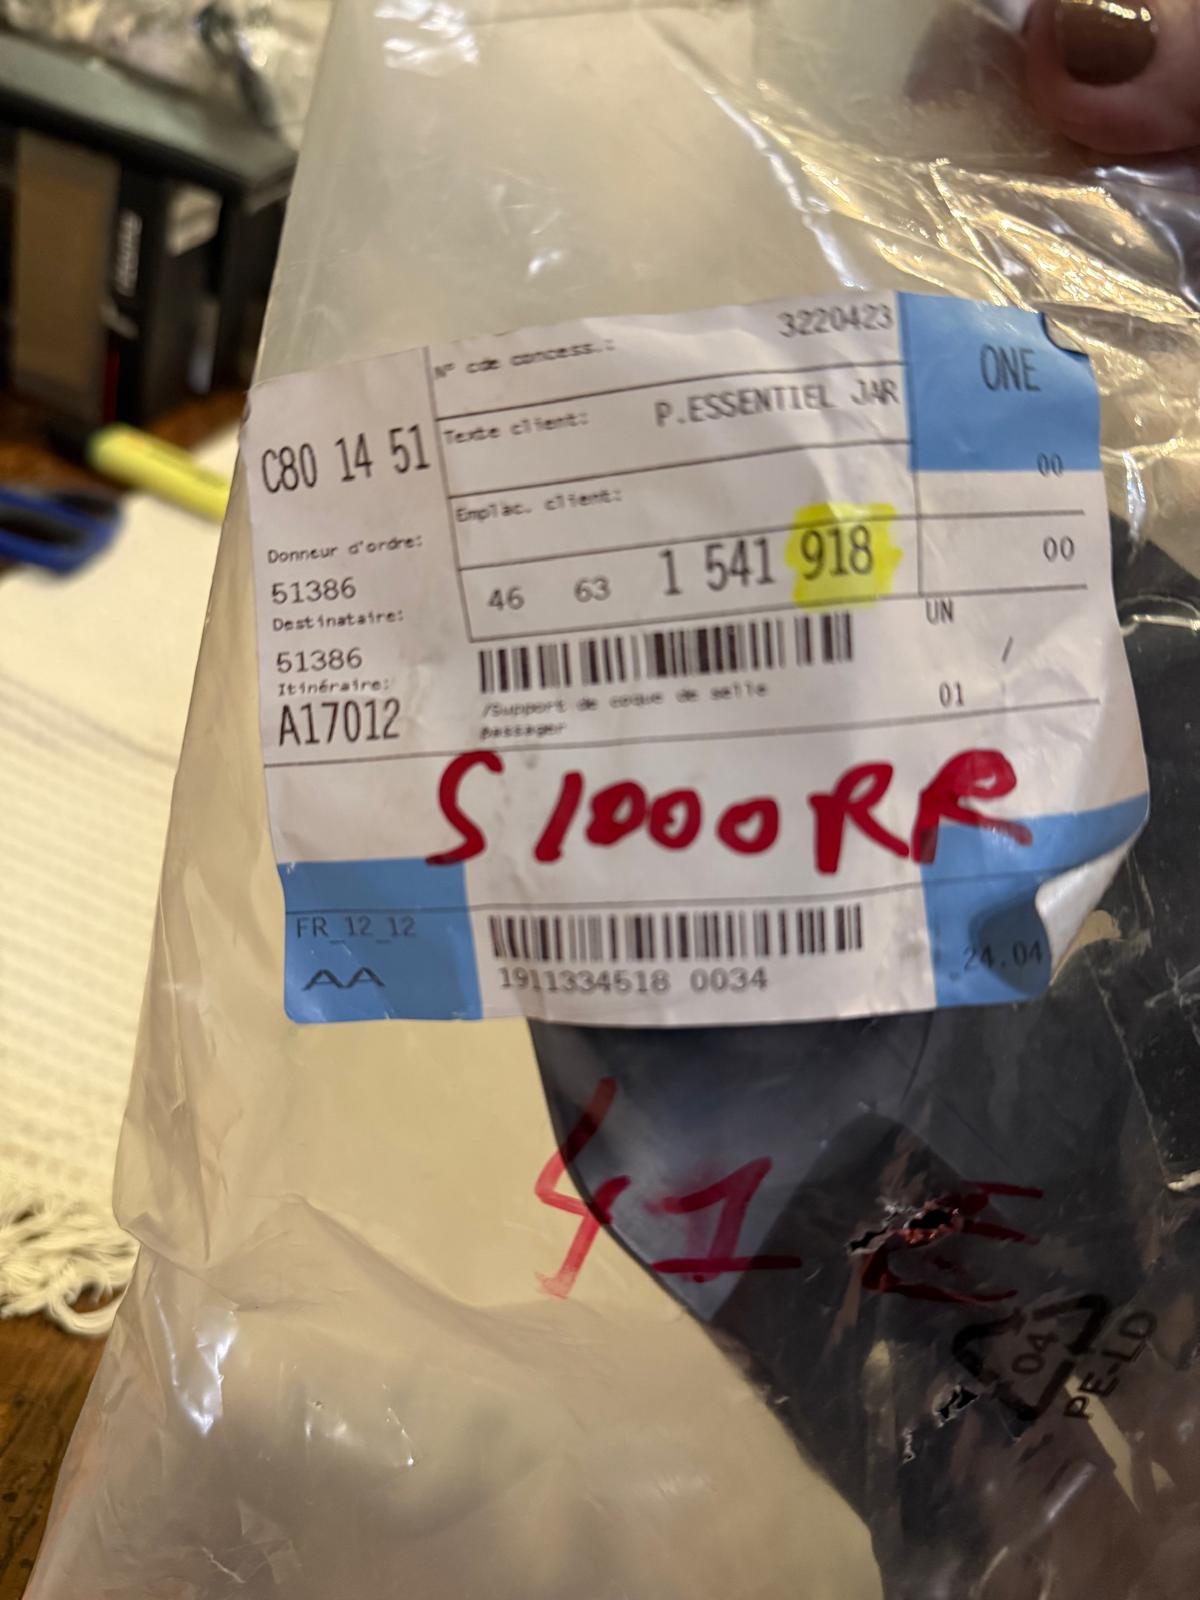 N° cde concess.: 3220423
ONE
Texte client: P.ESSENTIEL JAR
C80 14 51
00
Emplac. client:
Donneur d'ordre:
51386
46 63 1 541 918
00
Destinataire:
51386
UN
/
Itinéraire:
A17012
/Support de coque de selle
passager
01
S1000RR
FR_12_12
AA
1911334518 0034
24.04
41 €
04
PE-LD